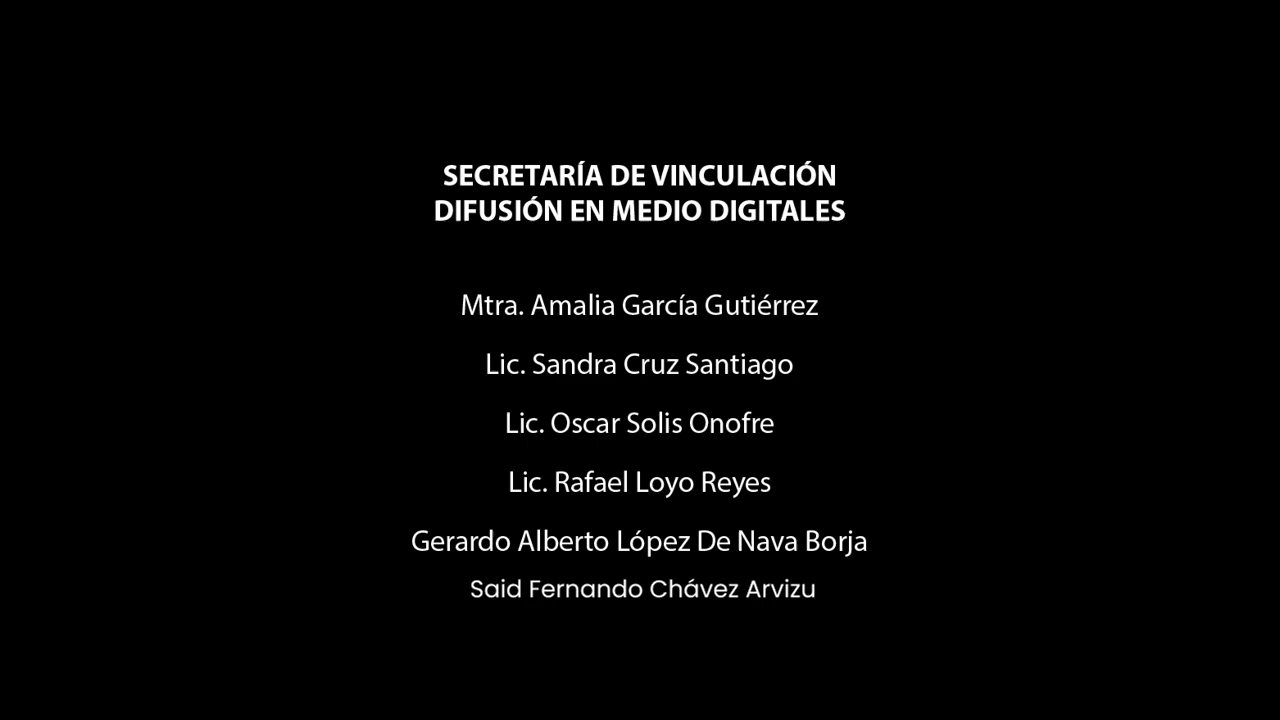 SECRETARÍA DE VINCULACIÓN
DIFUSIÓN EN MEDIO DIGITALES
Mtra. Amalia García Gutiérrez
Lic. Sandra Cruz Santiago
Lic. Oscar Solis Onofre
Lic. Rafael Loyo Reyes
Gerardo Alberto López De Nava Borja
Said Fernando Chávez Arvizu